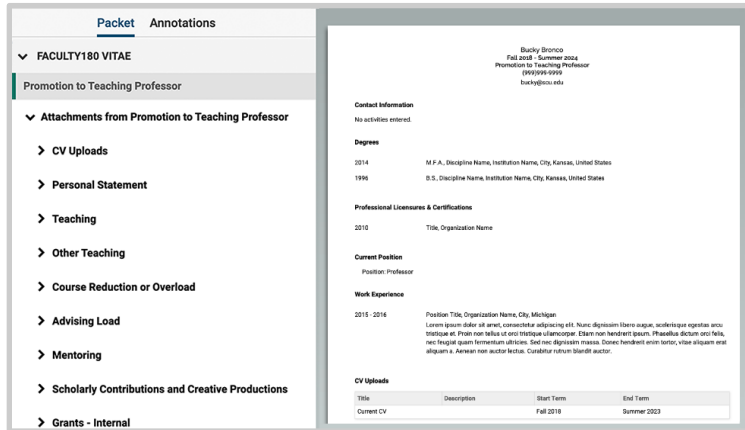 Packet Annotations
FACULTY180 VITAE
Promotion to Teaching Professor
Attachments from Promotion to Teaching Professor
CV Uploads
Personal Statement
Teaching
Other Teaching
Course Reduction or Overload
Advising Load
Mentoring
Scholarly Contributions and Creative Productions
Grants - Internal
Bucky Bronco
Fall 2018 - Summer 2024
Promotion to Teaching Professor
(999)999-9999
bucky@sou.edu
Contact Information
No activities entered.
Degrees
2014 M.F.A., Discipline Name, Institution Name, City, Kansas, United States
1996 B.S., Discipline Name, Institution Name, City, Kansas, United States
Professional Licensures & Certifications
2018 Title, Organization Name
Current Position
Position: Professor
Work Experience
2015 - 2016 Position Title, Organization Name, City, Michigan
Lorem ipsum dolor sit amet, consectetur adipiscing elit. Nunc dignissim libero augue, scelerisque egestas arcu
tristique et. Proin non tellus ut orci tristique ullamcorper. Etiam non hendrerit ipsum. Phasellus dictum orci felis,
nec feugiat quam fermentum ultricies. Sed nec dignissim massa. Donec hendrerit enim tortor, vitae aliquam erat
aliquam a. Aenean non auctor lectus. Curabitur rutrum blandit auctor.
CV Uploads
Title Description Start Term End Term
Current CV Fall 2018 Summer 2023